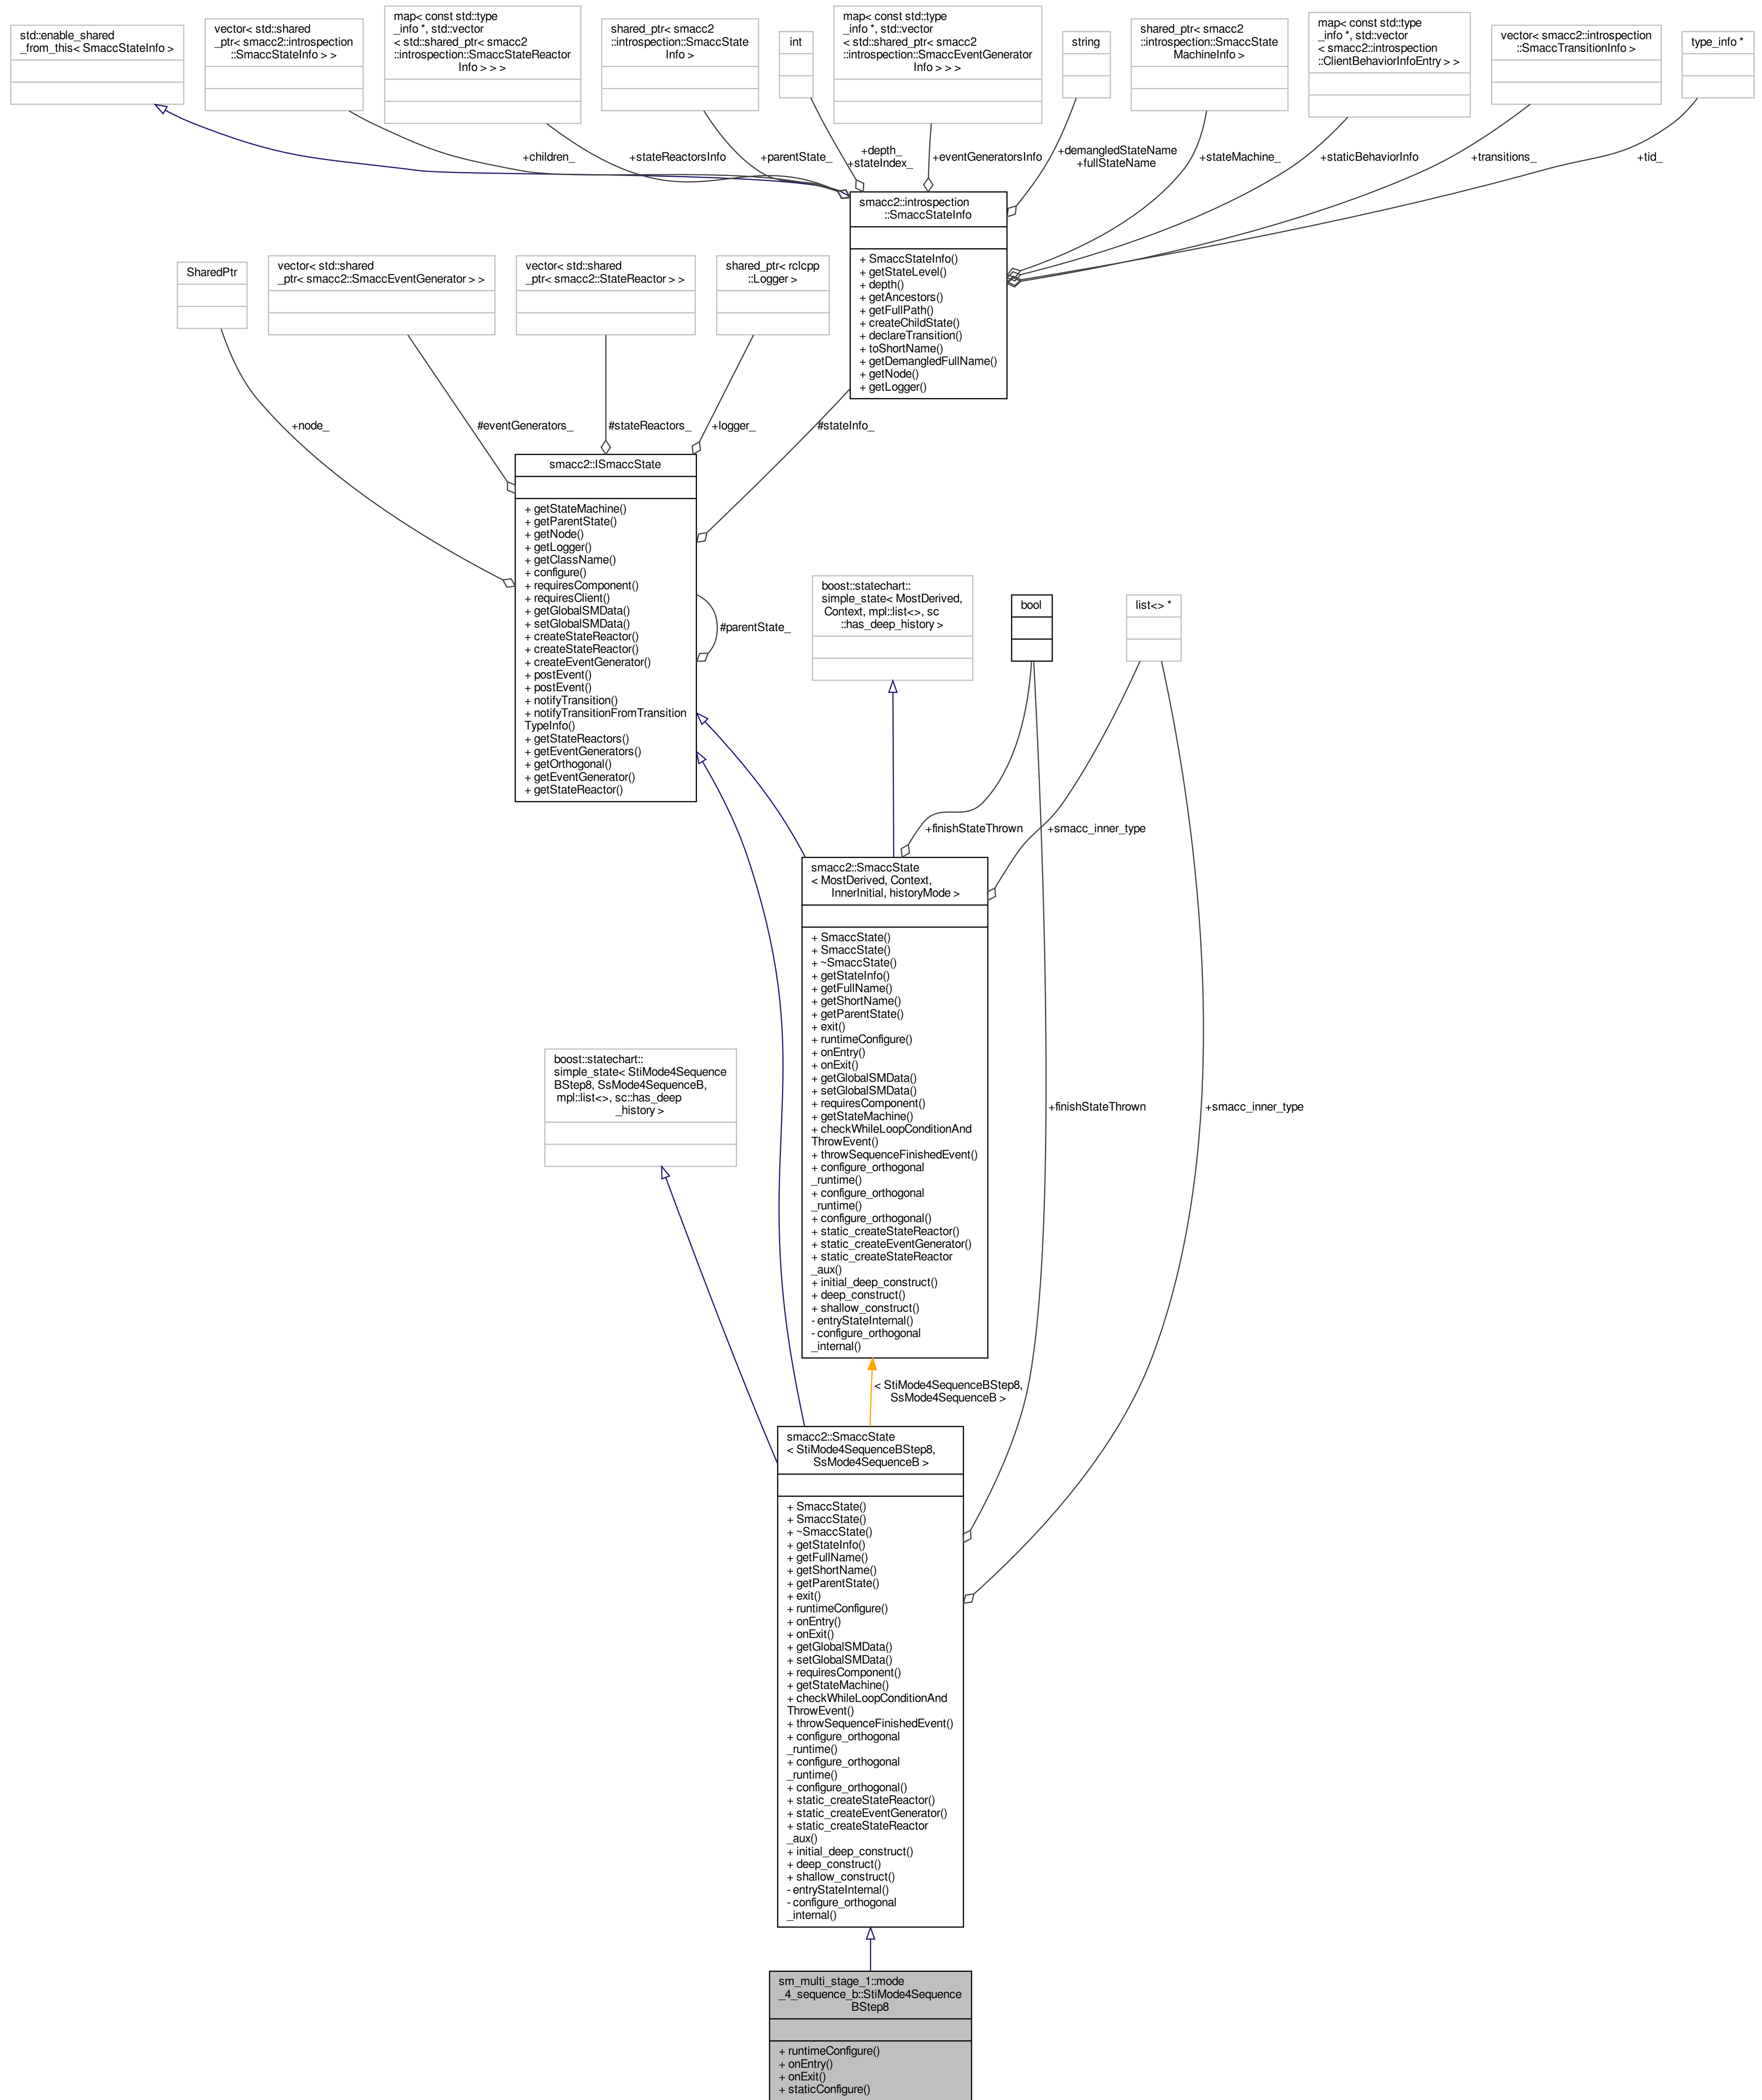 std::enable_shared
_from_this< SmaccStateInfo >
vector< std::shared
_ptr< smacc2::introspection
::SmaccStateInfo > >
map< const std::type
_info *, std::vector
< std::shared_ptr< smacc2
::introspection::SmaccStateReactor
Info > > >
shared_ptr< smacc2
::introspection::SmaccState
Info >
int
map< const std::type
_info *, std::vector
< std::shared_ptr< smacc2
::introspection::SmaccEventGenerator
Info > > >
string
shared_ptr< smacc2
::introspection::SmaccState
MachineInfo >
map< const std::type
_info *, std::vector
< smacc2::introspection
::ClientBehaviorInfoEntry > >
vector< smacc2::introspection
::SmaccTransitionInfo >
type_info *
+children_
+stateReactorsInfo
+parentState_
+depth_
+stateIndex_
+eventGeneratorsInfo
+demangledStateName
+fullStateName
+stateMachine_
+staticBehaviorInfo
+transitions_
+tid_
smacc2::introspection
::SmaccStateInfo
+ SmaccStateInfo()
+ getStateLevel()
+ depth()
+ getAncestors()
+ getFullPath()
+ createChildState()
+ declareTransition()
+ toShortName()
+ getDemangledFullName()
+ getNode()
+ getLogger()
SharedPtr
vector< std::shared
_ptr< smacc2::SmaccEventGenerator > >
vector< std::shared
_ptr< smacc2::StateReactor > >
shared_ptr< rclcpp
::Logger >
+node_
#eventGenerators_
#stateReactors_
+logger_
#stateInfo_
smacc2::ISmaccState
+ getStateMachine()
+ getParentState()
+ getNode()
+ getLogger()
+ getClassName()
+ configure()
+ requiresComponent()
+ requiresClient()
+ getGlobalSMData()
+ setGlobalSMData()
+ createStateReactor()
+ createStateReactor()
+ createEventGenerator()
+ postEvent()
+ postEvent()
+ notifyTransition()
+ notifyTransitionFromTransition
TypeInfo()
+ getStateReactors()
+ getEventGenerators()
+ getOrthogonal()
+ getEventGenerator()
+ getStateReactor()
#parentState_
boost::statechart::
simple_state< MostDerived,
Context, mpl::list<>, sc
::has_deep_history >
bool
list<> *
+finishStateThrown
+smacc_inner_type
smacc2::SmaccState
< MostDerived, Context,
InnerInitial, historyMode >
+ SmaccState()
+ SmaccState()
+ ~SmaccState()
+ getStateInfo()
+ getFullName()
+ getShortName()
+ getParentState()
+ exit()
+ runtimeConfigure()
+ onEntry()
+ onExit()
+ getGlobalSMData()
+ setGlobalSMData()
+ requiresComponent()
+ getStateMachine()
+ checkWhileLoopConditionAnd
ThrowEvent()
+ throwSequenceFinishedEvent()
+ configure_orthogonal
_runtime()
+ configure_orthogonal
_runtime()
+ configure_orthogonal()
+ static_createStateReactor()
+ static_createEventGenerator()
+ static_createStateReactor
_aux()
+ initial_deep_construct()
+ deep_construct()
+ shallow_construct()
- entryStateInternal()
- configure_orthogonal
_internal()
boost::statechart::
simple_state< StiMode4Sequence
BStep8, SsMode4SequenceB,
mpl::list<>, sc::has_deep
_history >
+finishStateThrown
+smacc_inner_type
< StiMode4SequenceBStep8,
SsMode4SequenceB >
smacc2::SmaccState
< StiMode4SequenceBStep8,
SsMode4SequenceB >
+ SmaccState()
+ SmaccState()
+ ~SmaccState()
+ getStateInfo()
+ getFullName()
+ getShortName()
+ getParentState()
+ exit()
+ runtimeConfigure()
+ onEntry()
+ onExit()
+ getGlobalSMData()
+ setGlobalSMData()
+ requiresComponent()
+ getStateMachine()
+ checkWhileLoopConditionAnd
ThrowEvent()
+ throwSequenceFinishedEvent()
+ configure_orthogonal
_runtime()
+ configure_orthogonal
_runtime()
+ configure_orthogonal()
+ static_createStateReactor()
+ static_createEventGenerator()
+ static_createStateReactor
_aux()
+ initial_deep_construct()
+ deep_construct()
+ shallow_construct()
- entryStateInternal()
- configure_orthogonal
_internal()
sm_multi_stage_1::mode
_4_sequence_b::StiMode4Sequence
BStep8
+ runtimeConfigure()
+ onEntry()
+ onExit()
+ staticConfigure()